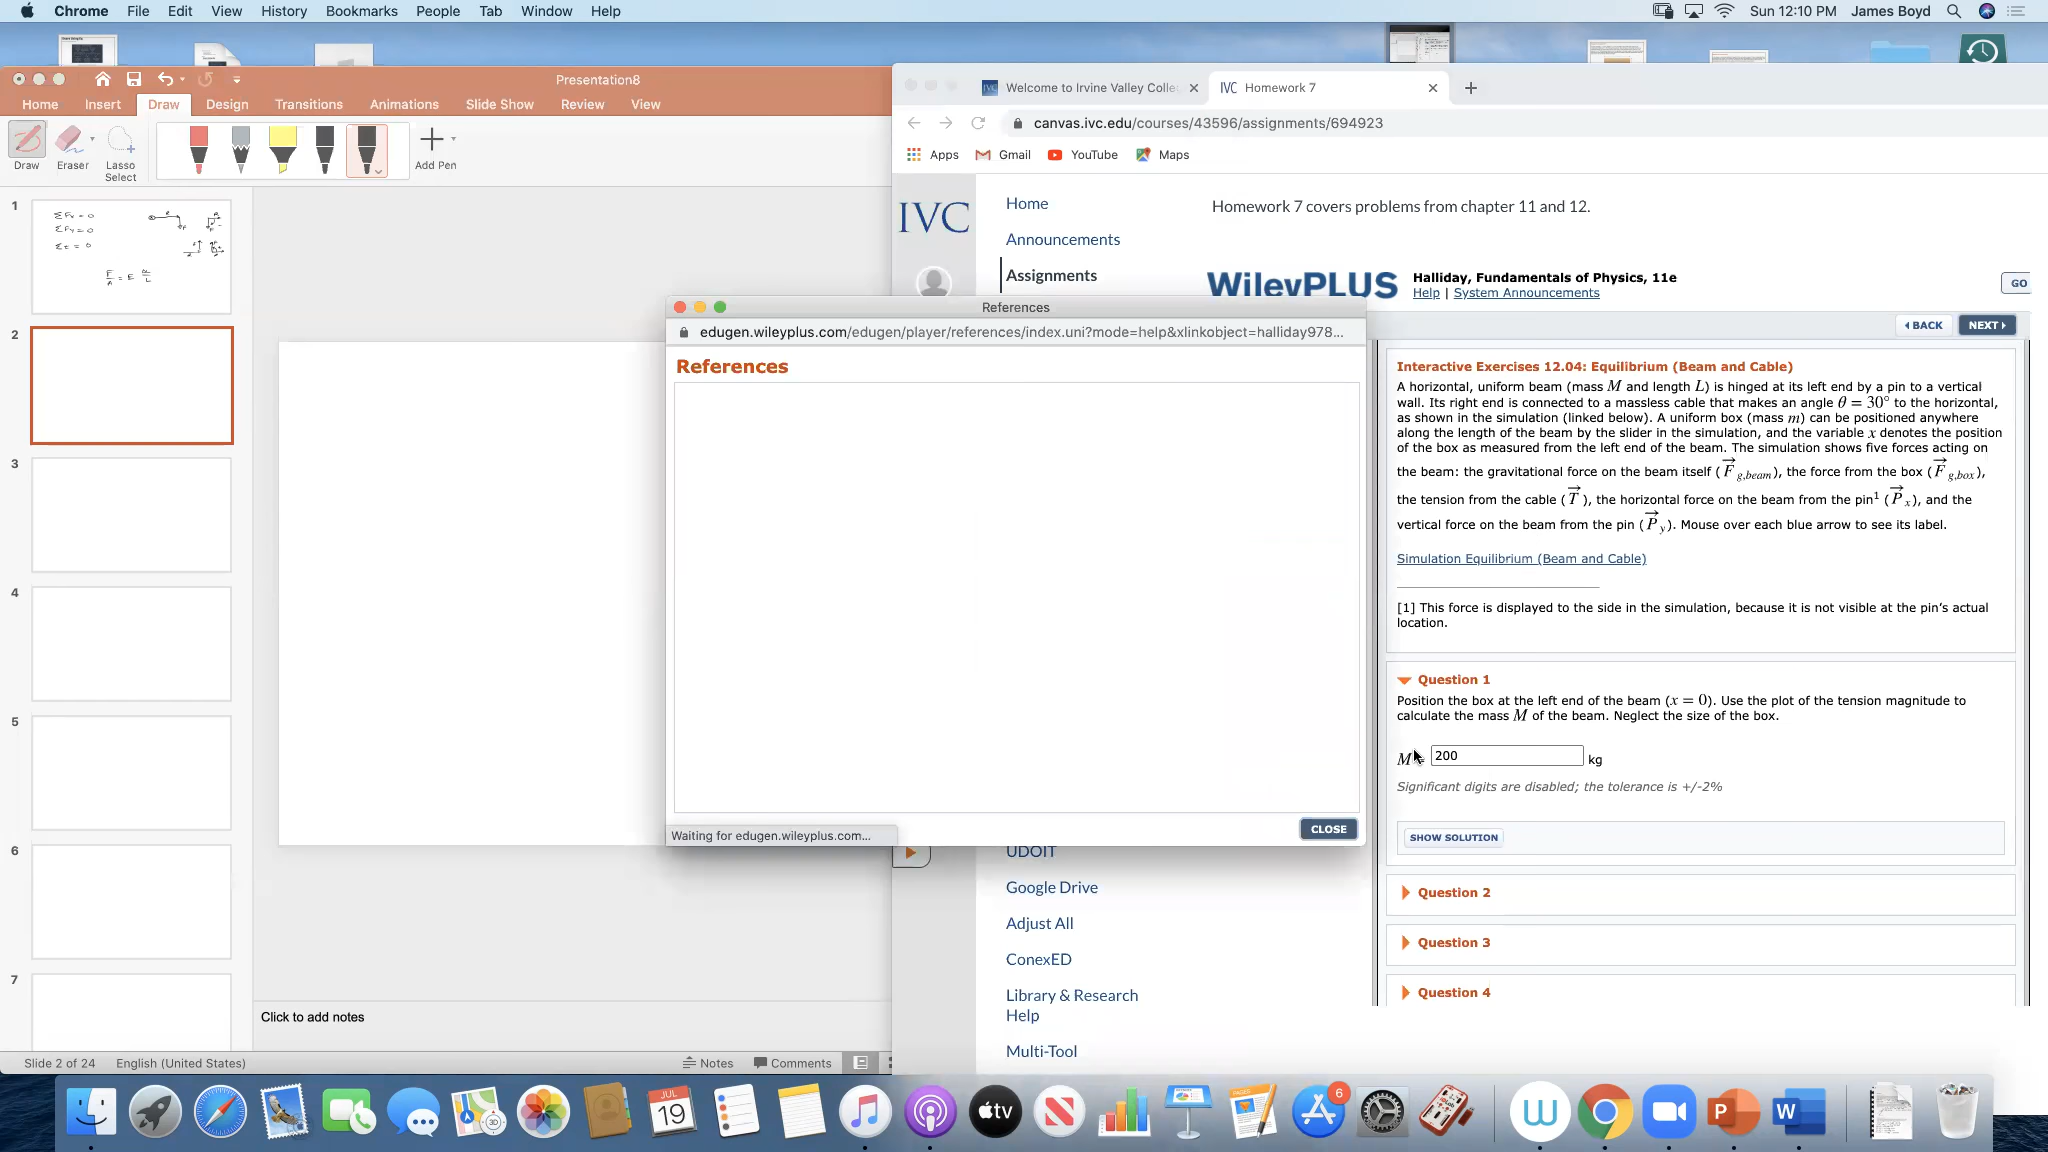 Chrome File Edit View History Bookmarks People Tab Window Help
Sun 12:10 PM James Boyd
Presentation8
Home Insert Draw Design Transitions Animations Slide Show Review View
Draw
Eraser
Lasso
Select
Add Pen
1
2
3
4
5
6
7
Click to add notes
Slide 2 of 24 English (United States) Notes Comments
IVC
Homework 7
canvas.ivc.edu/courses/43596/assignments/694923
Apps Gmail YouTube Maps
IVC
Home
Announcements
Assignments
Homework 7 covers problems from chapter 11 and 12.
WileyPLUS
Halliday, Fundamentals of Physics, 11e
Help | System Announcements
GO
BACK NEXT
References
edugen.wileyplus.com/edugen/player/references/index.uni?mode=help&xlinkobject=halliday978...
References
Waiting for edugen.wileyplus.com...
CLOSE
UDOIT
Google Drive
Adjust All
ConexED
Library & Research
Help
Multi-Tool
Interactive Exercises 12.04: Equilibrium (Beam and Cable)
A horizontal, uniform beam (mass M and length L) is hinged at its left end by a pin to a vertical
wall. Its right end is connected to a massless cable that makes an angle θ = 30° to the horizontal,
as shown in the simulation (linked below). A uniform box (mass m) can be positioned anywhere
along the length of the beam by the slider in the simulation, and the variable x denotes the position
of the box as measured from the left end of the beam. The simulation shows five forces acting on
the beam: the gravitational force on the beam itself (F⃗ g,beam), the force from the box (F⃗ g,box),
the tension from the cable (T⃗ ), the horizontal force on the beam from the pin¹ (P⃗ x), and the
vertical force on the beam from the pin (P⃗ y). Mouse over each blue arrow to see its label.
Simulation Equilibrium (Beam and Cable)
[1] This force is displayed to the side in the simulation, because it is not visible at the pin's actual
location.
Question 1
Position the box at the left end of the beam (x = 0). Use the plot of the tension magnitude to
calculate the mass M of the beam. Neglect the size of the box.
M = 200 kg
Significant digits are disabled; the tolerance is +/-2%
SHOW SOLUTION
Question 2
Question 3
Question 4
JUL
19
3D
tv
6
W
P
W